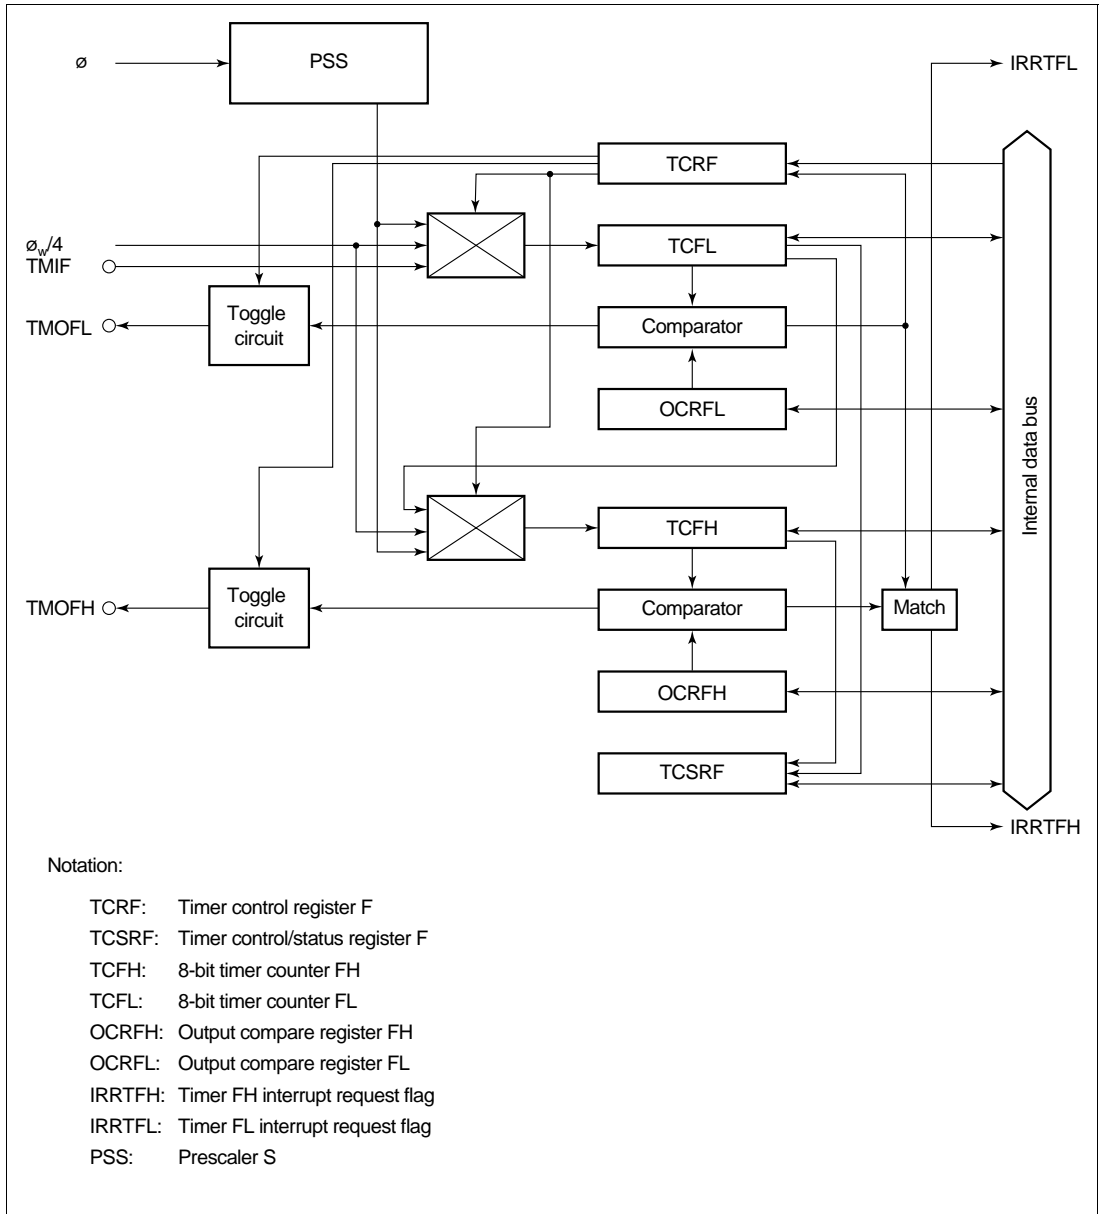 ø
PSS
IRRTFL
TCRF
øw/4
TMIF
TCFL
Toggle
circuit
TMOFL
Comparator
OCRFL
Internal data bus
TCFH
Toggle
circuit
TMOFH
Comparator
Match
OCRFH
TCSRF
IRRTFH
Notation:
TCRF: Timer control register F
TCSRF: Timer control/status register F
TCFH: 8-bit timer counter FH
TCFL: 8-bit timer counter FL
OCRFH: Output compare register FH
OCRFL: Output compare register FL
IRRTFH: Timer FH interrupt request flag
IRRTFL: Timer FL interrupt request flag
PSS: Prescaler S